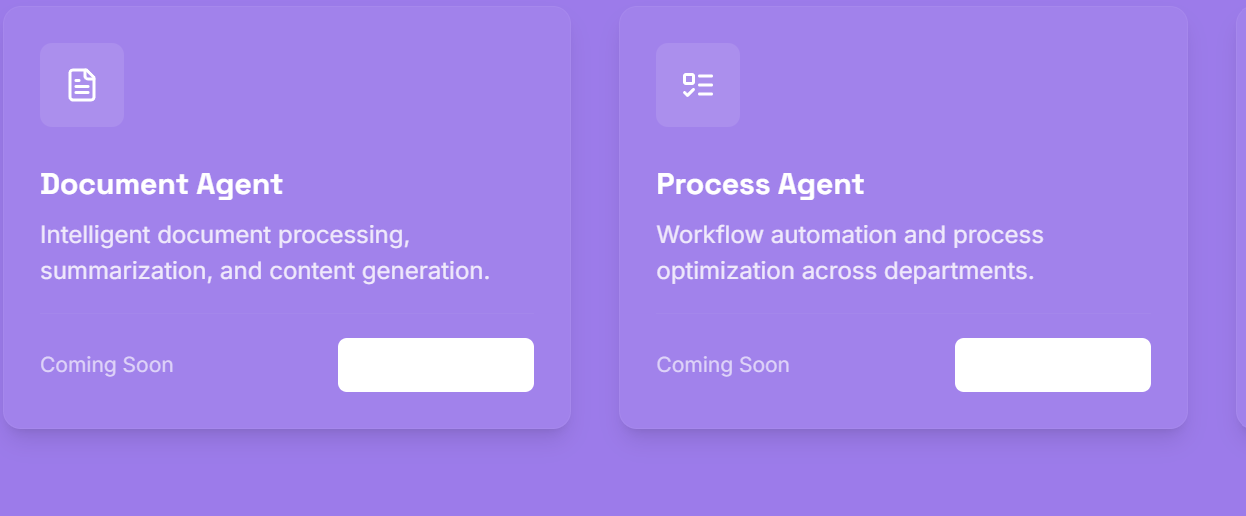 Document Agent
Intelligent document processing,
summarization, and content generation.
Coming Soon
Process Agent
Workflow automation and process
optimization across departments.
Coming Soon